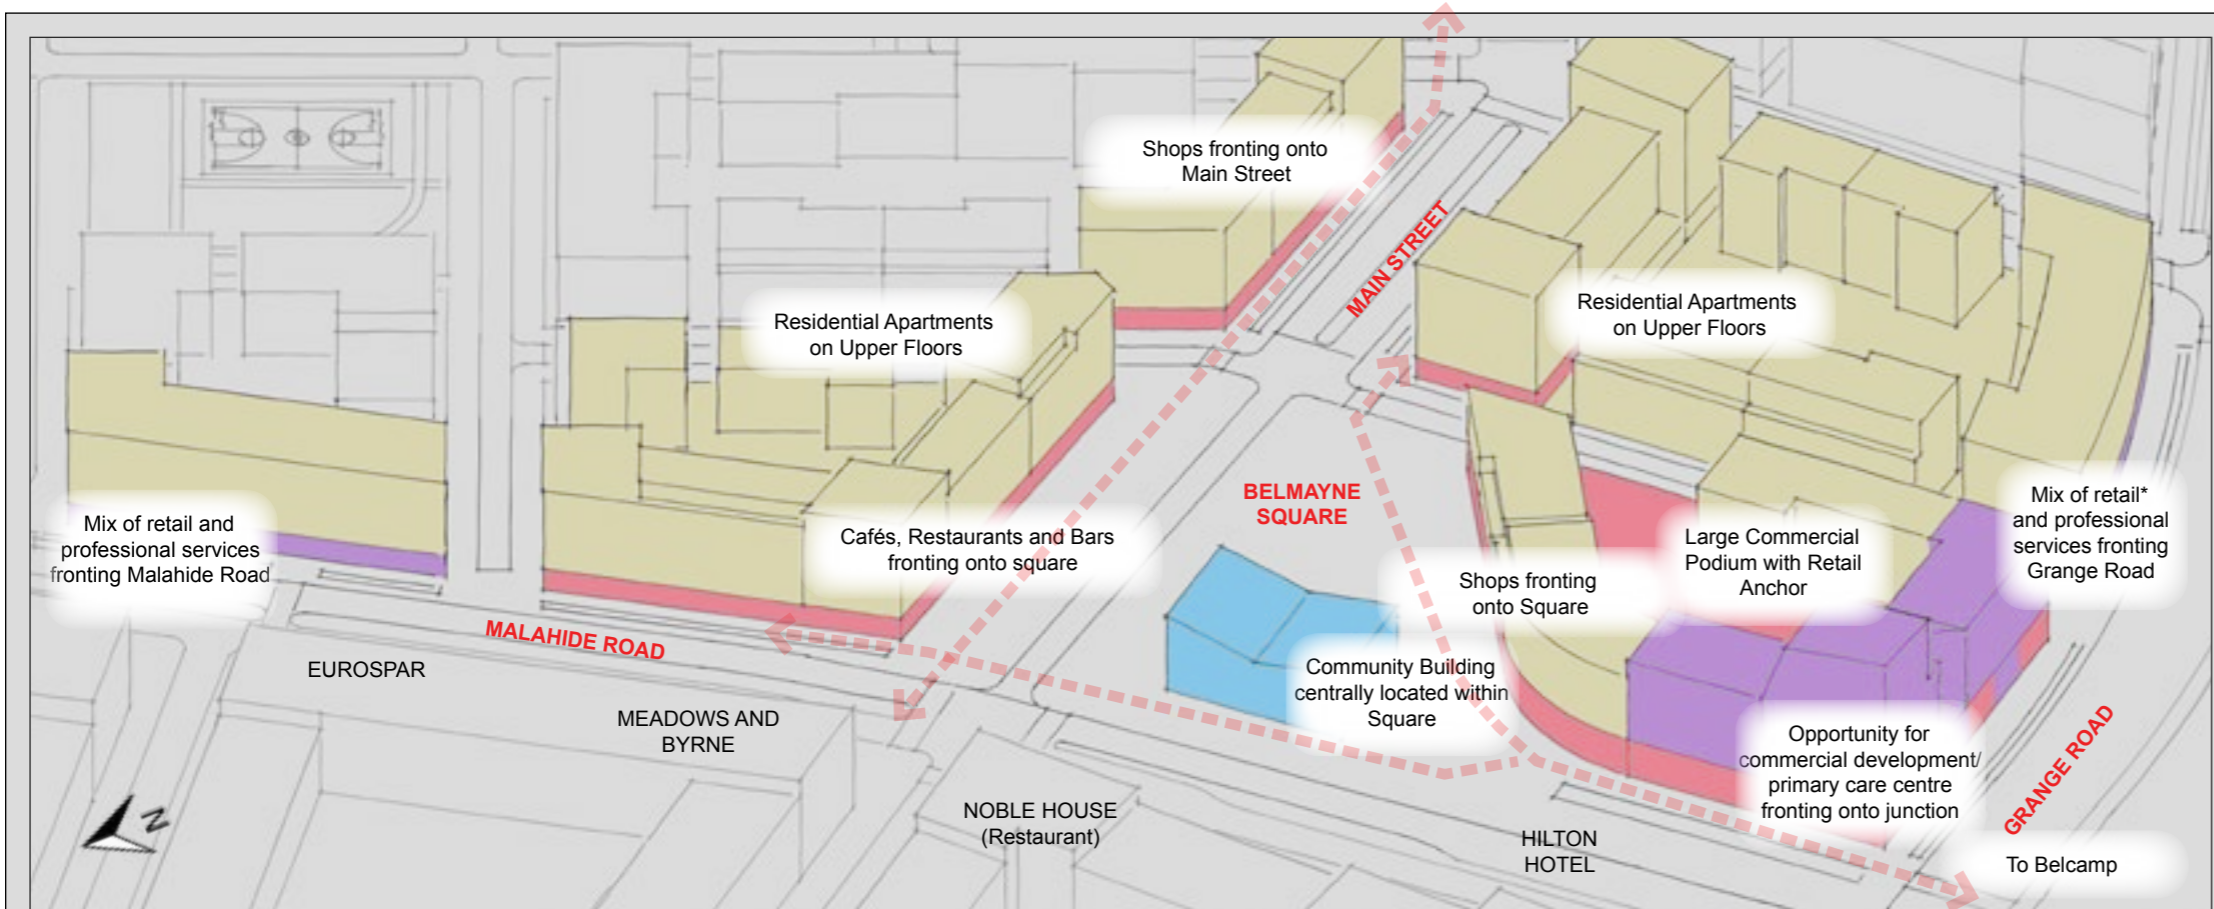 Shops fronting onto
Main Street
MAIN STREET
Residential Apartments
on Upper Floors
Residential Apartments
on Upper Floors
Mix of retail and
professional services
fronting Malahide Road
Cafés, Restaurants and Bars
fronting onto square
BELMAYNE
SQUARE
Shops fronting
onto Square
Large Commercial
Podium with Retail
Anchor
Mix of retail*
and professional
services fronting
Grange Road
MALAHIDE ROAD
EUROSPAR
MEADOWS AND
BYRNE
Community Building
centrally located within
Square
Opportunity for
commercial development/
primary care centre
fronting onto junction
GRANGE ROAD
N
NOBLE HOUSE
(Restaurant)
HILTON
HOTEL
To Belcamp